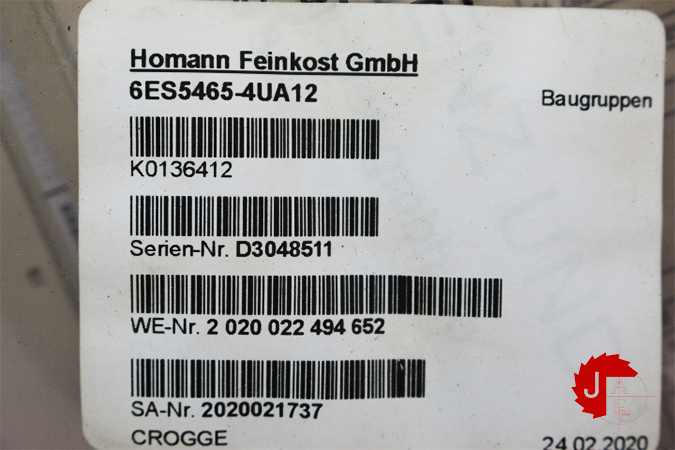 Homann Feinkost GmbH
6ES5465-4UA12
Baugruppen
K0136412
Serien-Nr. D3048511
WE-Nr. 2 020 022 494 652
SA-Nr. 2020021737
CROGGE
24.02.2020